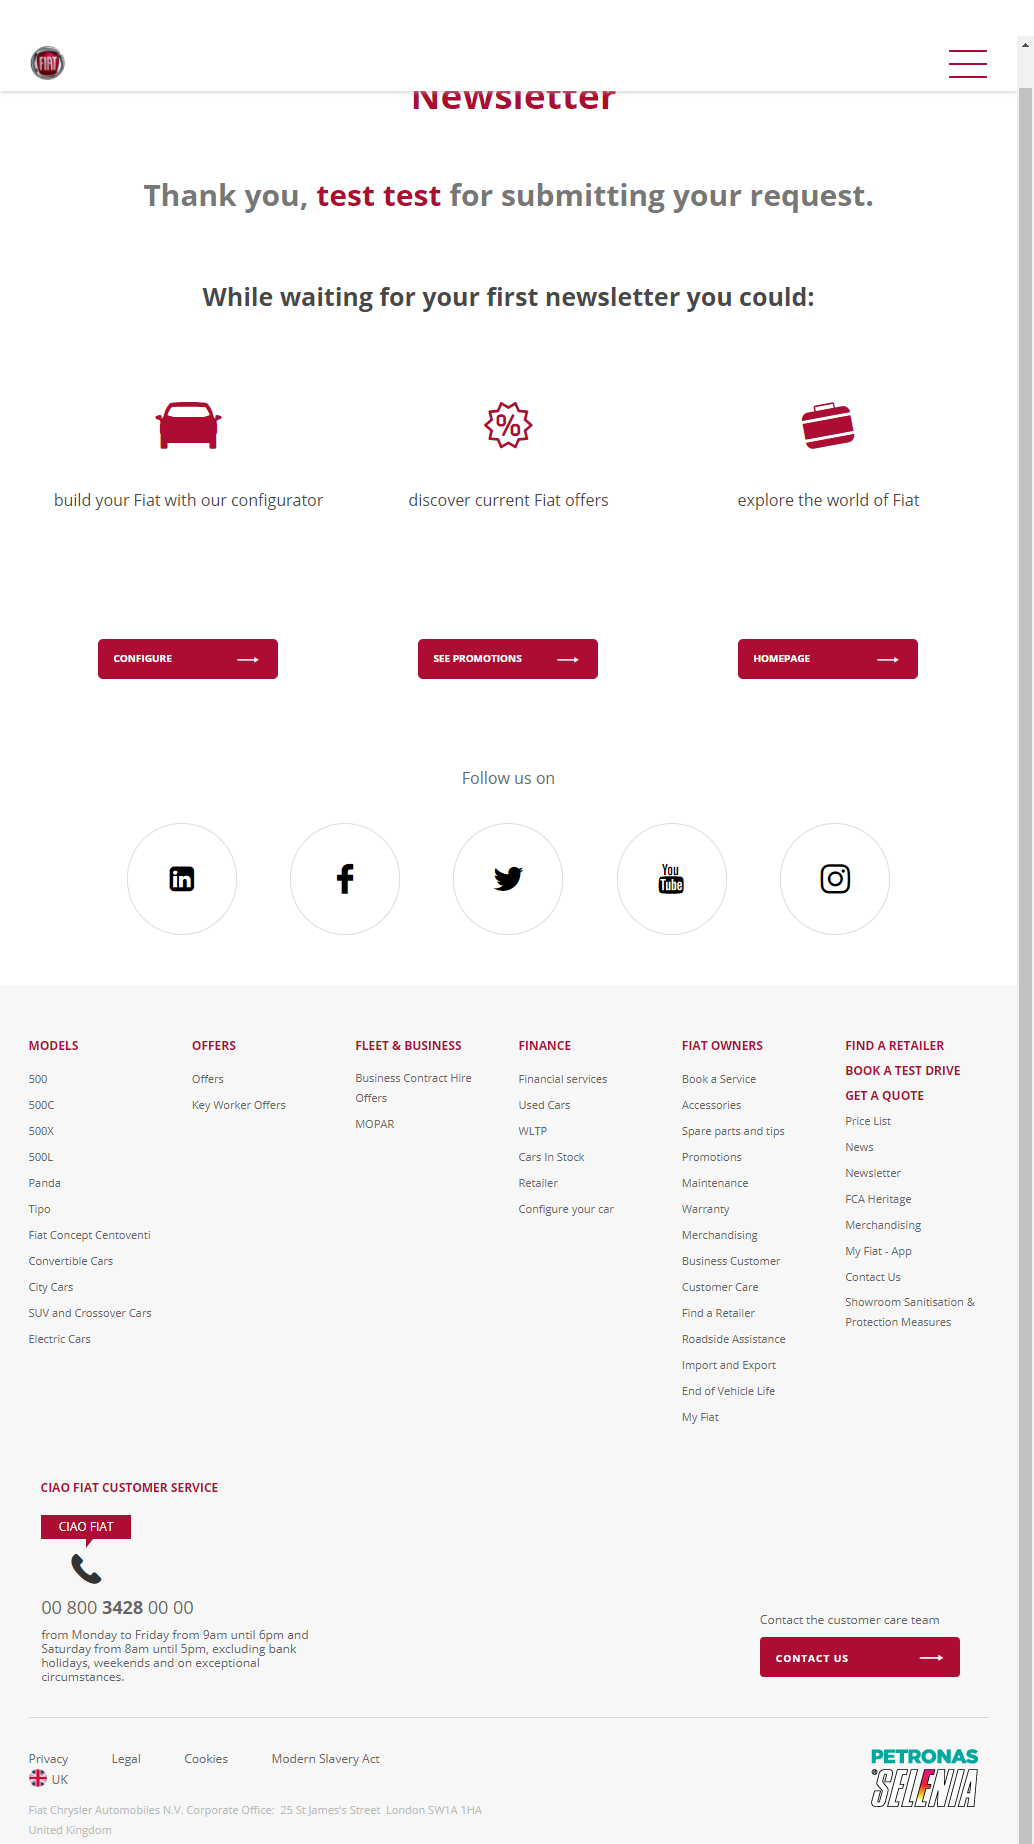 FIAT
Newsletter
Thank you, test test for submitting your request.
While waiting for your first newsletter you could:
build your Fiat with our configurator
discover current Fiat offers
explore the world of Fiat
CONFIGURE
SEE PROMOTIONS
HOMEPAGE
Follow us on
in
You
Tube
MODELS
500
500C
500X
500L
Panda
Tipo
Fiat Concept Centoventi
Convertible Cars
City Cars
SUV and Crossover Cars
Electric Cars
OFFERS
Offers
Key Worker Offers
FLEET & BUSINESS
Business Contract Hire
Offers
MOPAR
FINANCE
Financial services
Used Cars
WLTP
Cars In Stock
Retailer
Configure your car
FIAT OWNERS
Book a Service
Accessories
Spare parts and tips
Promotions
Maintenance
Warranty
Merchandising
Business Customer
Customer Care
Find a Retailer
Roadside Assistance
Import and Export
End of Vehicle Life
My Fiat
FIND A RETAILER
BOOK A TEST DRIVE
GET A QUOTE
Price List
News
Newsletter
FCA Heritage
Merchandising
My Fiat - App
Contact Us
Showroom Sanitisation &
Protection Measures
CIAO FIAT CUSTOMER SERVICE
CIAO FIAT
00 800 3428 00 00
from Monday to Friday from 9am until 6pm and
Saturday from 8am until 5pm, excluding bank
holidays, weekends and on exceptional
circumstances.
Contact the customer care team
CONTACT US
Privacy
Legal
Cookies
Modern Slavery Act
UK
Fiat Chrysler Automobiles N.V. Corporate Office: 25 St James's Street London SW1A 1HA
United Kingdom
PETRONAS
SELENIA